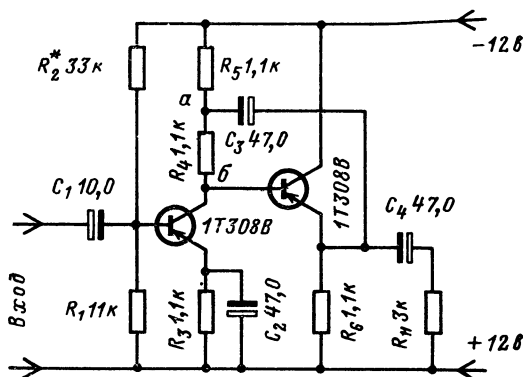 -12в
R2* 33к
R5 1,1к
а
R4 1,1к
C3 47,0
б
C1 10,0
1Т308В
1Т308В
C4 47,0
Вход
R1 11к
R3 1,1к
C2 47,0
R6 1,1к
Rн 3к
+12в